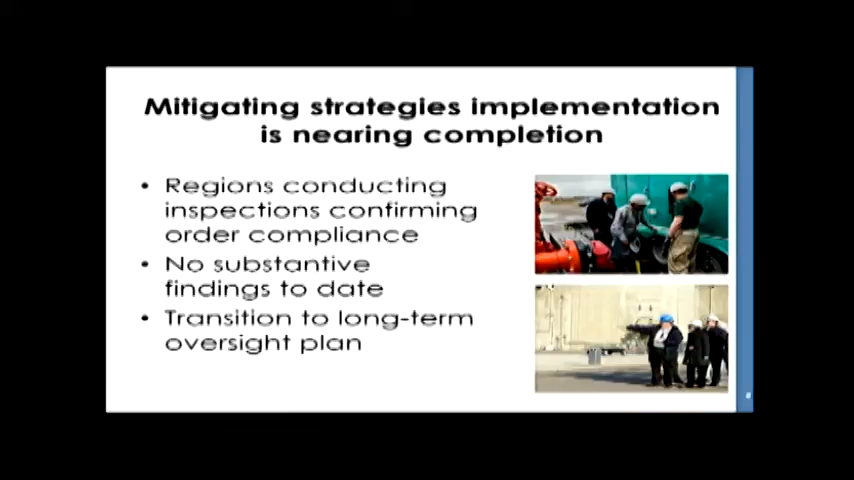 Mitigating strategies implementation
is nearing completion
• Regions conducting
inspections confirming
order compliance
• No substantive
findings to date
• Transition to long-term
oversight plan